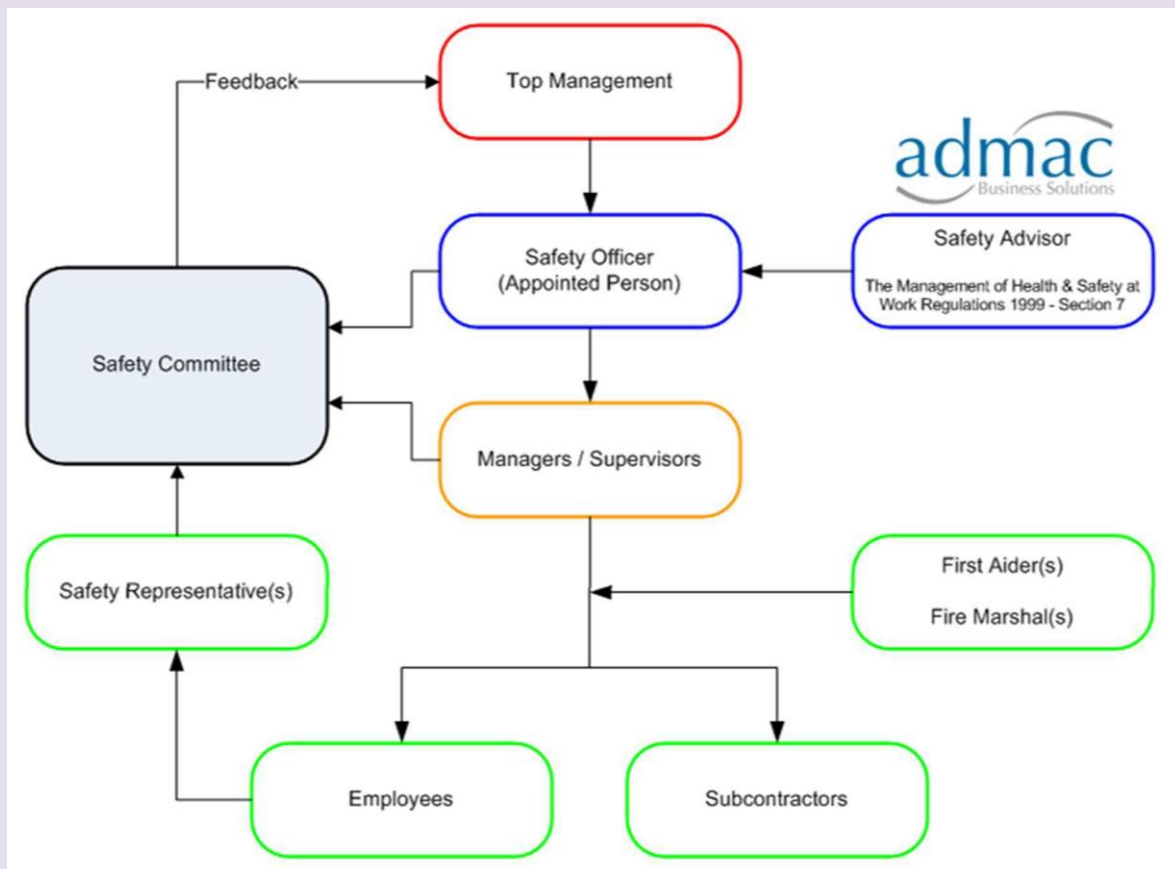 Feedback
Top Management
admac
Business Solutions
Safety Officer
(Appointed Person)
Safety Advisor
The Management of Health & Safety at
Work Regulations 1999 - Section 7
Safety Committee
Managers / Supervisors
Safety Representative(s)
First Aider(s)
Fire Marshal(s)
Employees
Subcontractors